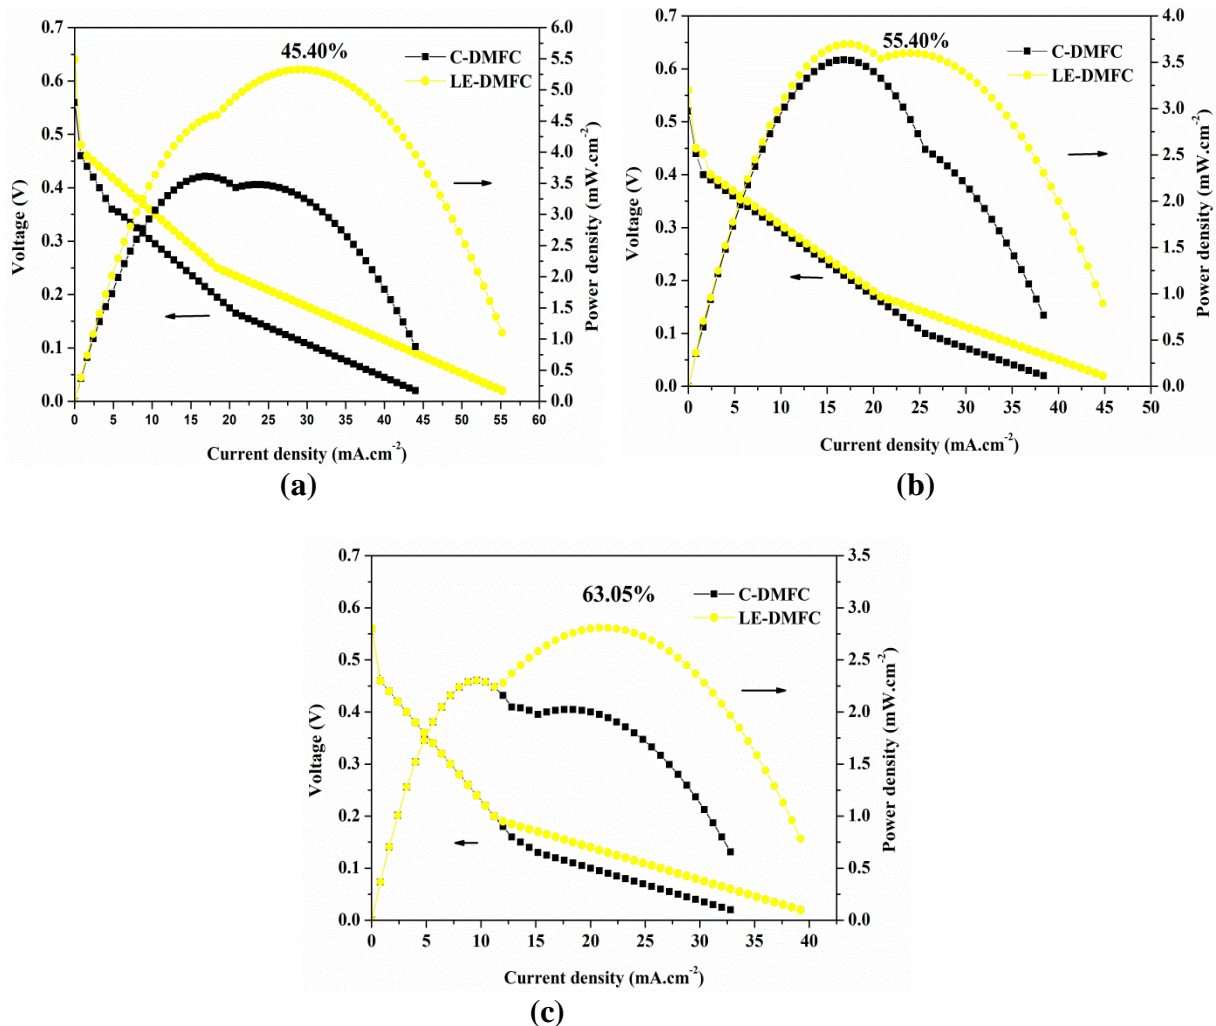 45.40%
C-DMFC
LE-DMFC
Voltage (V)
0.7
0.6
0.5
0.4
0.3
0.2
0.1
0.0
6.0
5.5
5.0
4.5
4.0
3.5
3.0
2.5
2.0
1.5
1.0
0.5
0.0
Power density (mW.cm⁻²)
0 5 10 15 20 25 30 35 40 45 50 55 60
Current density (mA.cm⁻²)
(a)
55.40%
C-DMFC
LE-DMFC
Voltage (V)
0.7
0.6
0.5
0.4
0.3
0.2
0.1
0.0
4.0
3.5
3.0
2.5
2.0
1.5
1.0
0.5
0.0
Power density (mW.cm⁻²)
0 5 10 15 20 25 30 35 40 45 50
Current density (mA.cm⁻²)
(b)
63.05%
C-DMFC
LE-DMFC
Voltage (V)
0.7
0.6
0.5
0.4
0.3
0.2
0.1
0.0
3.5
3.0
2.5
2.0
1.5
1.0
0.5
0.0
Power density (mW.cm⁻²)
0 5 10 15 20 25 30 35 40
Current density (mA.cm⁻²)
(c)